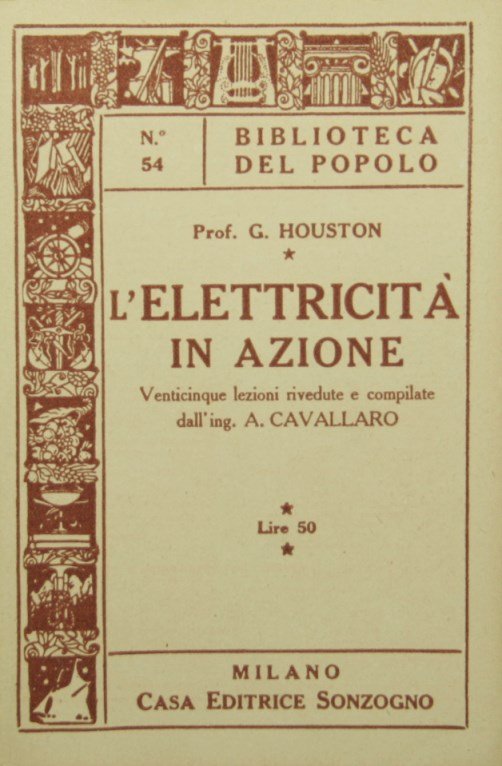 N.º
54
BIBLIOTECA
DEL POPOLO
Prof. G. HOUSTON
L'ELETTRICITÀ
IN AZIONE
Venticinque lezioni rivedute e compilate
dall'ing. A. CAVALLARO
Lire 50
MILANO
CASA EDITRICE SONZOGNO